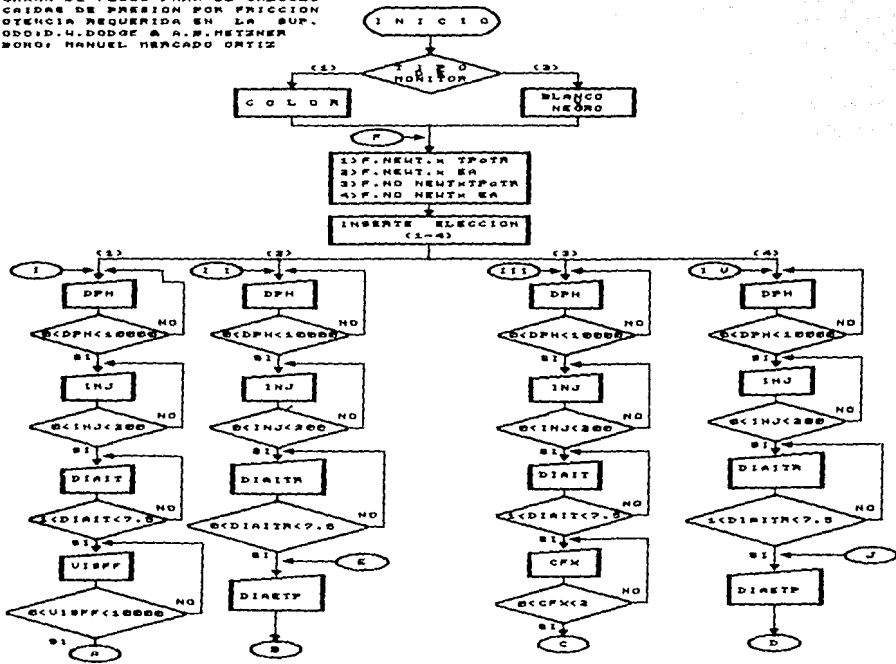 CAIDAS DE PRESION POR FRICCION
OTENCIA REQUERIDA EN LA SUP.
ODO:D.W.DODGE & A.B.METZNER
BORO: MANUEL MERCADO ORTIZ
I N I C I O
T I P O
DE
MONITOR
(1)
(2)
C O L O R
BLANCO
NEGRO
F
1)F.NEWT.x TPoTR
2)F.NEWT.x EA
3)F.NO NEWTxTPoTR
4)F.NO NEWTx EA
INSERTE ELECCION
(1-4)
(1)
(2)
(3)
(4)
I
I I
III
I V
DPH
DPH
DPH
DPH
0<DPH<10000
NO
0<DPH<10000
NO
0<DPH<10000
NO
0<DPH<10000
NO
SI
SI
SI
SI
INJ
INJ
INJ
INJ
0<INJ<200
NO
0<INJ<200
NO
0<INJ<200
NO
0<INJ<200
NO
SI
SI
SI
SI
DIAIT
DIAITR
DIAIT
DIAITR
1<DIAIT<7.5
NO
0<DIAITR<7.5
NO
1<DIAIT<7.5
NO
1<DIAITR<7.5
NO
SI
SI
SI
SI
VISFF
E
CFX
J
DIAETP
DIAETP
0<VISFF<10000
NO
0<CFX<2
NO
SI
SI
A
B
C
D